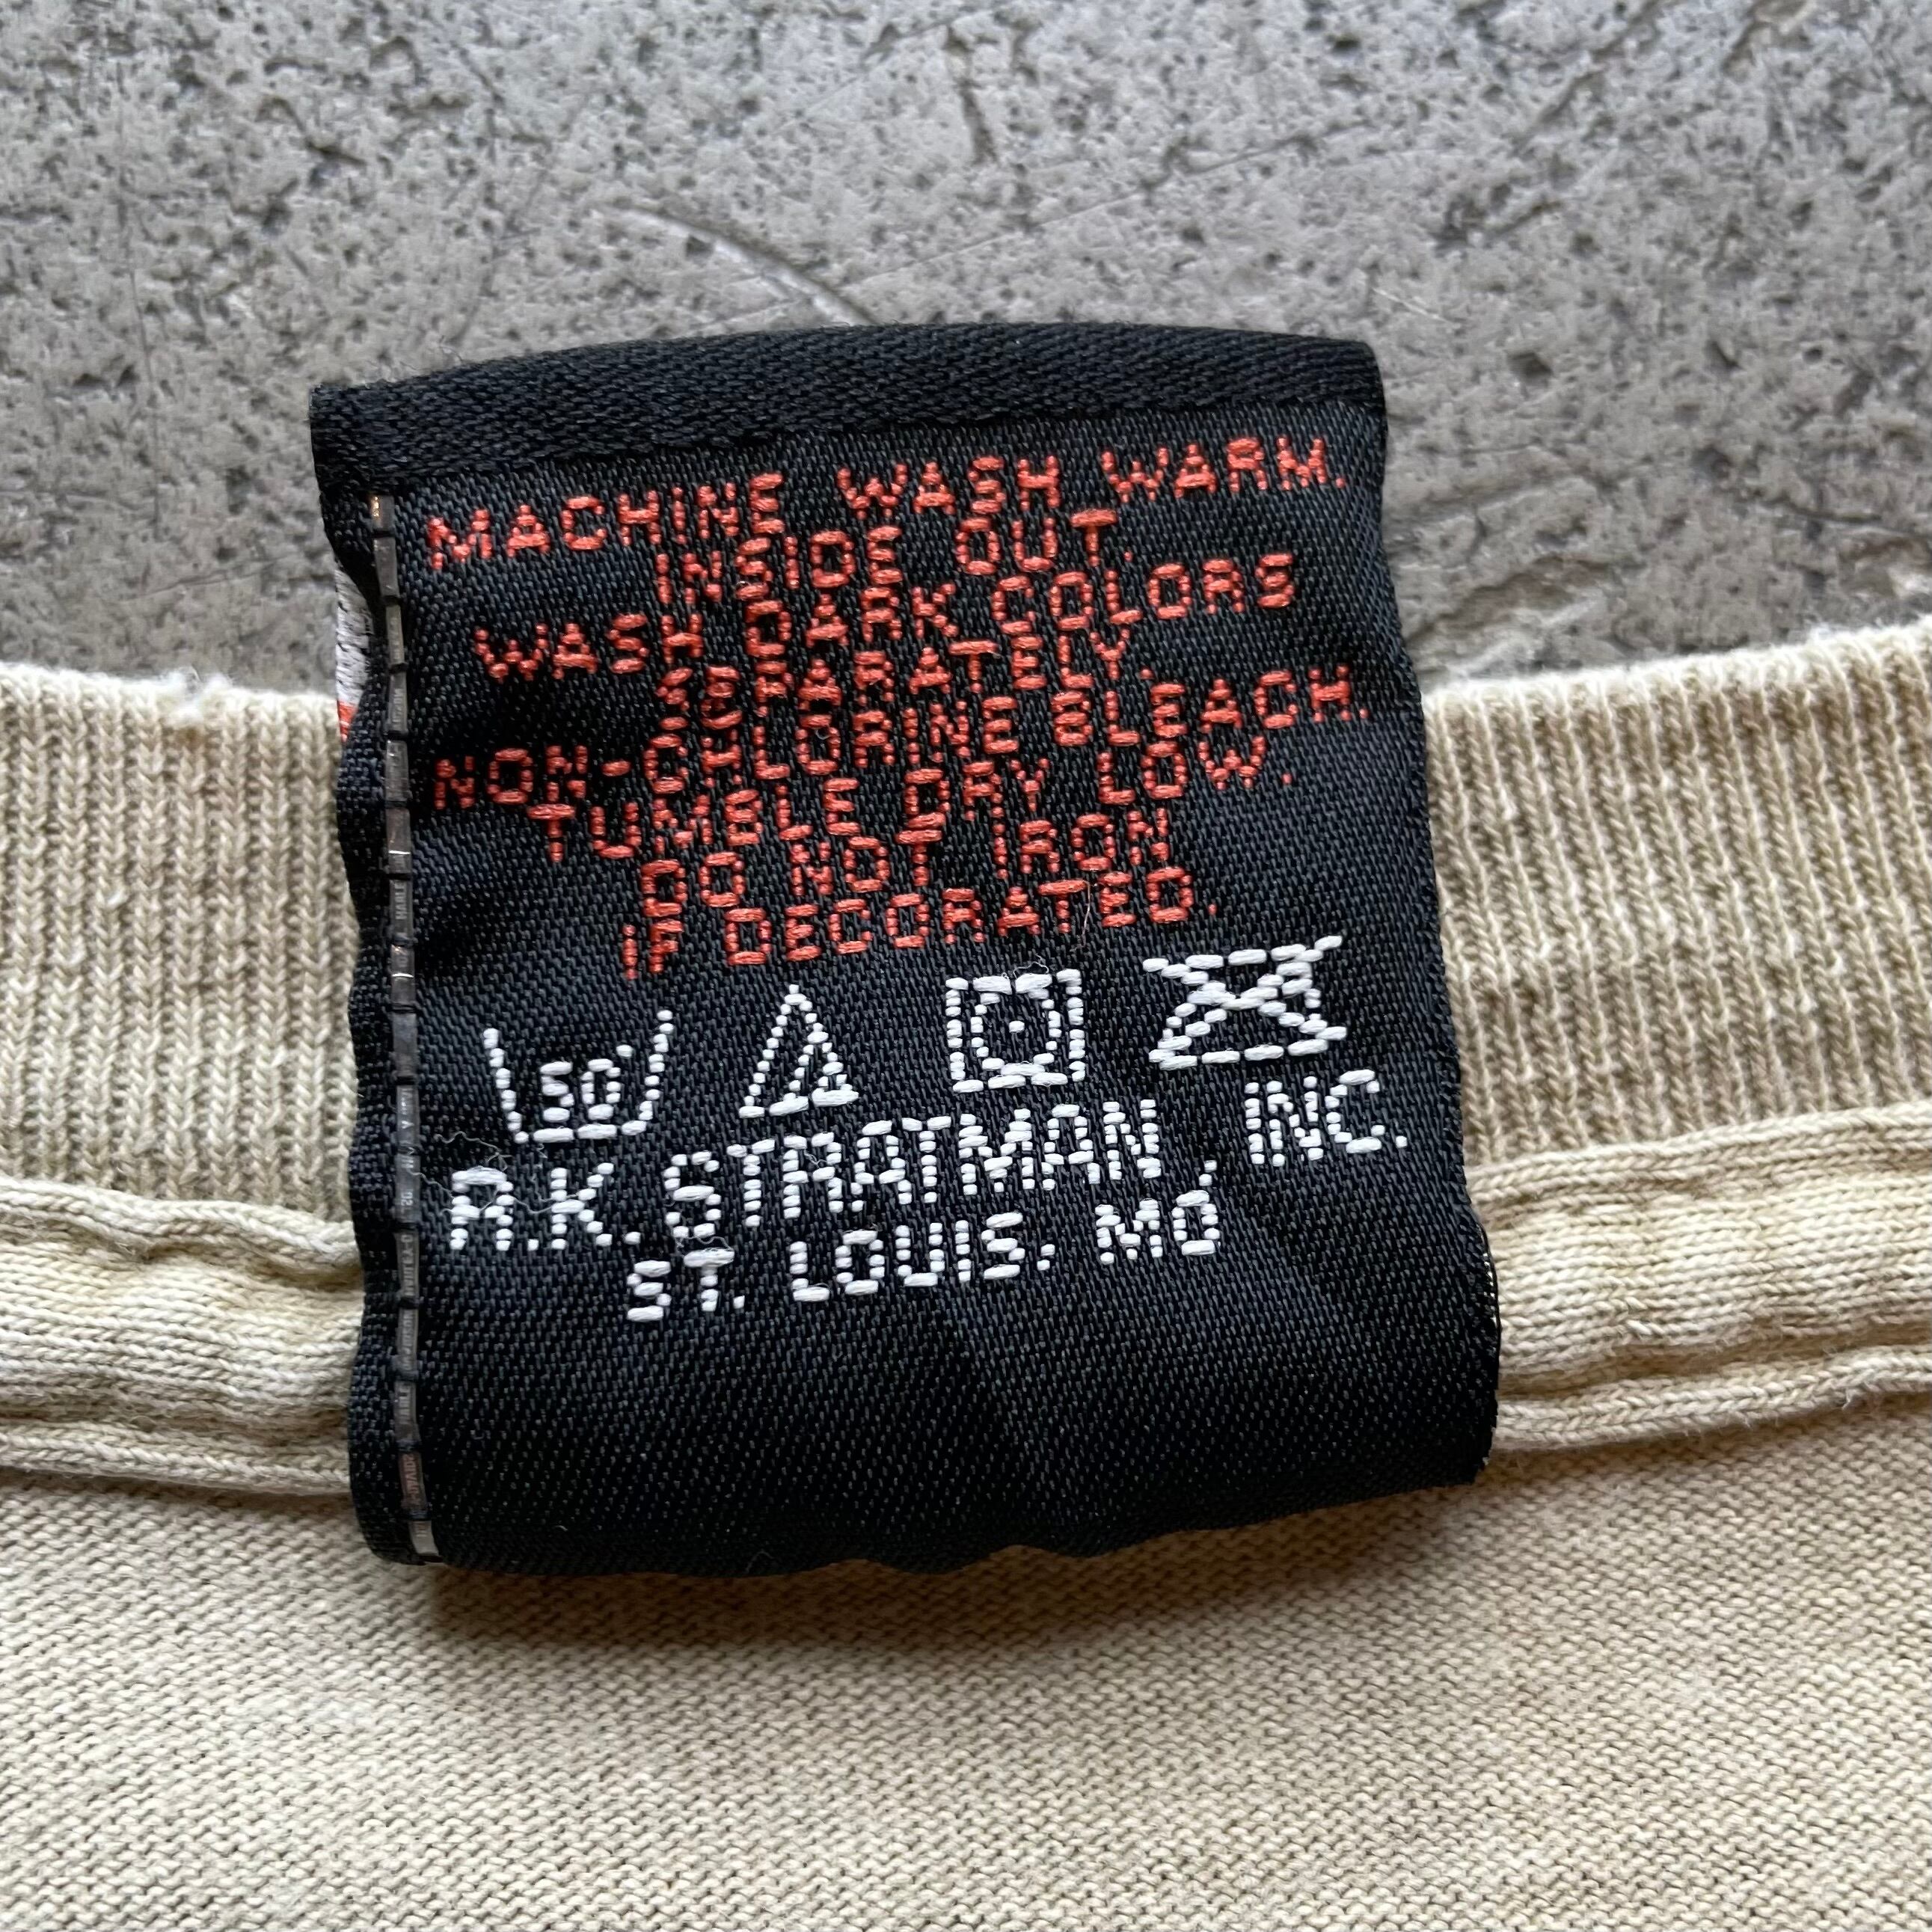 MACHINE WASH WARM.
INSIDE OUT.
WASH DARK COLORS
SEPARATELY.
NON-CHLORINE BLEACH.
TUMBLE DRY LOW.
DO NOT IRON
IF DECORATED.
50°
R.K. STRATMAN, INC.
ST. LOUIS, MO